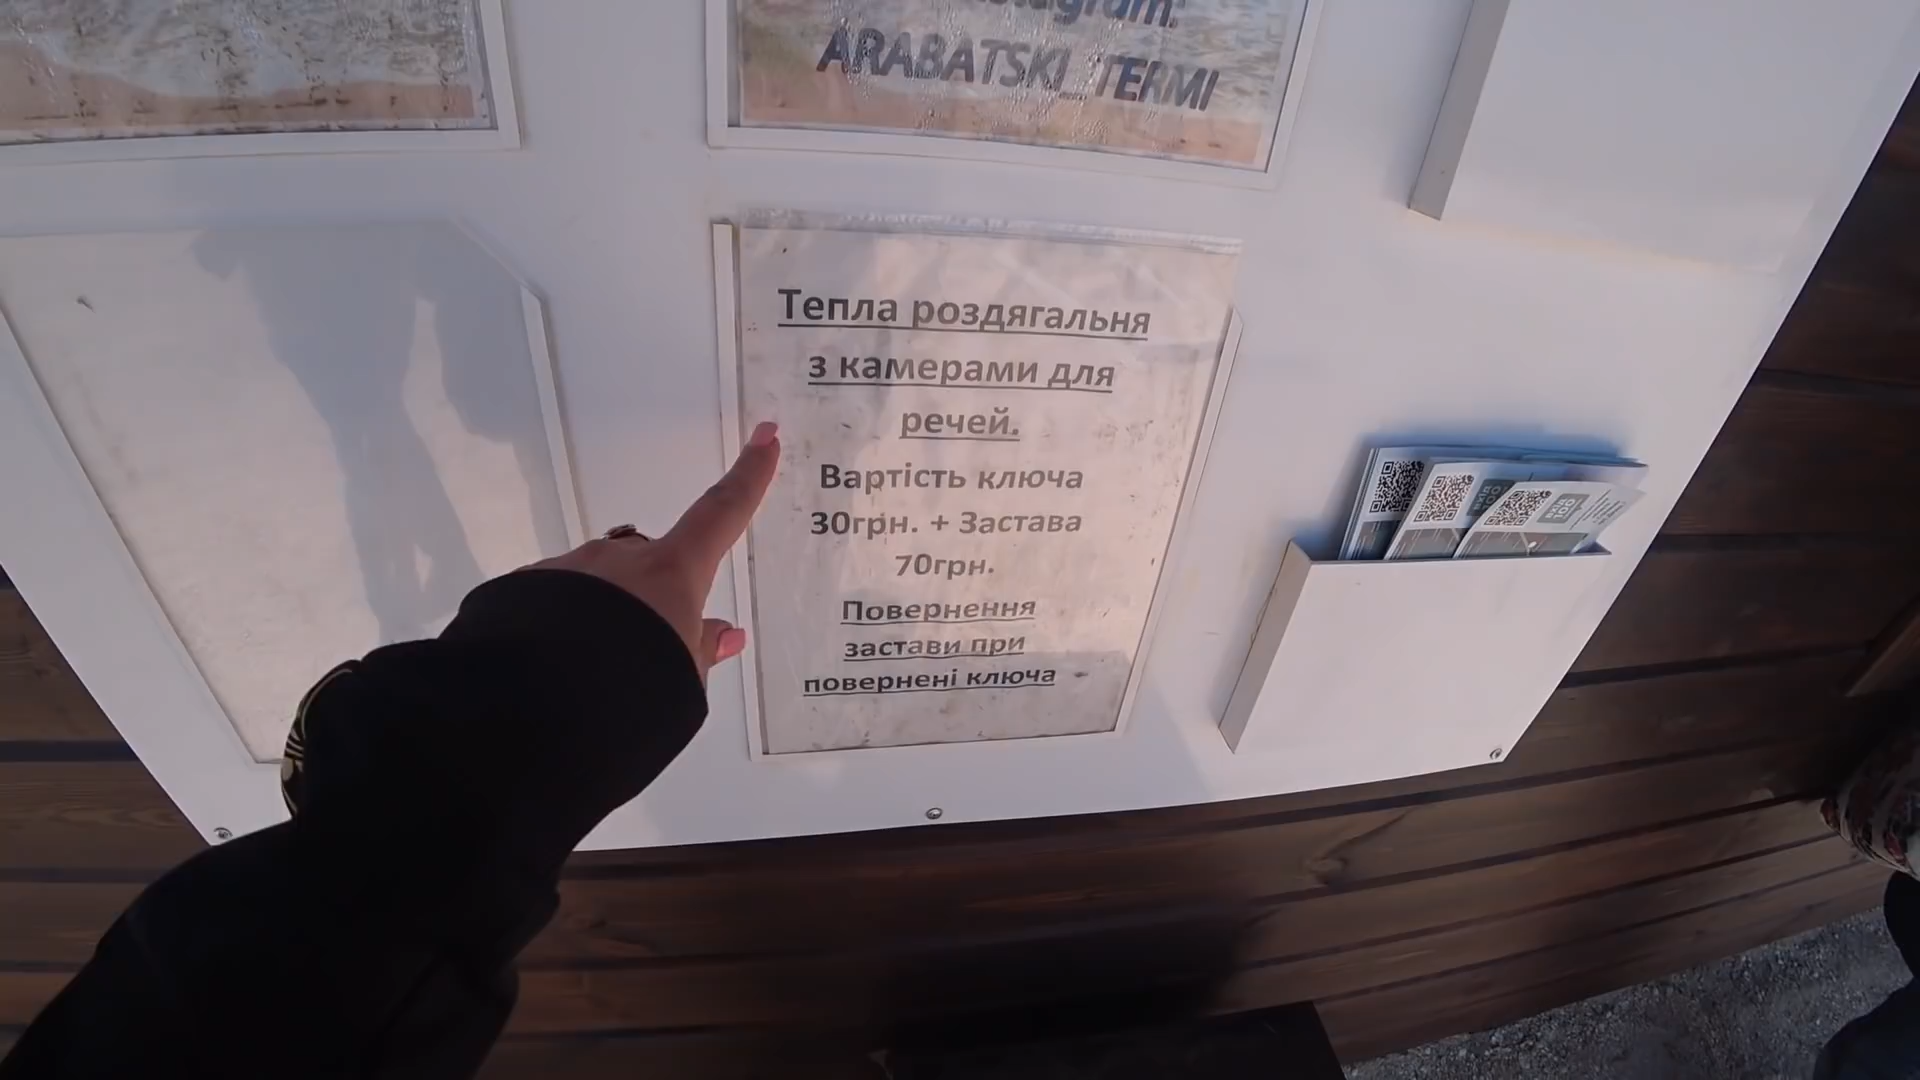 ARABATSKI_TERMI
Тепла роздягальня
з камерами для
речей.
Вартість ключа
30грн. + Застава
70грн.
Повернення
застави при
повернені ключа